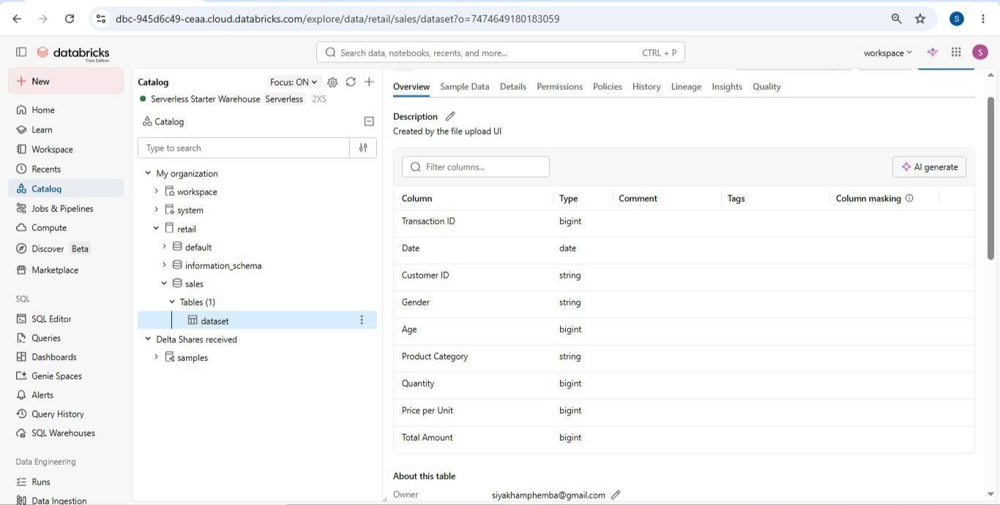 dbc-945d6c49-ceaa.cloud.databricks.com/explore/data/retail/sales/dataset?o=7474649180183059
S
databricks
Free Edition
Search data, notebooks, recents, and more...
CTRL + P
workspace
S
New
Home
Learn
Workspace
Recents
Catalog
Jobs & Pipelines
Compute
Discover Beta
Marketplace
SQL
SQL Editor
Queries
Dashboards
Genie Spaces
Alerts
Query History
SQL Warehouses
Data Engineering
Runs
Data Ingestion
Catalog
Focus: ON
Serverless Starter Warehouse Serverless 2XS
Catalog
Type to search
My organization
workspace
system
retail
default
information_schema
sales
Tables (1)
dataset
Delta Shares received
samples
Overview Sample Data Details Permissions Policies History Lineage Insights Quality
Description
Created by the file upload UI
Filter columns...
AI generate
Column Type Comment Tags Column masking
Transaction ID bigint
Date date
Customer ID string
Gender string
Age bigint
Product Category string
Quantity bigint
Price per Unit bigint
Total Amount bigint
About this table
Owner siyakhamphemba@gmail.com